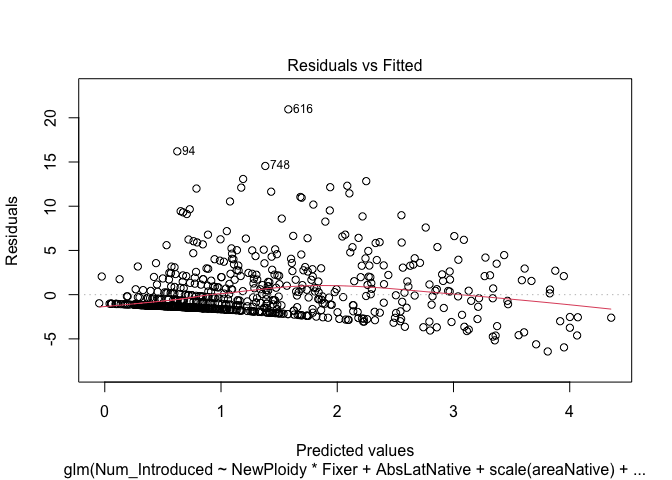 Residuals vs Fitted
Residuals
20
15
10
5
0
-5
616
94
748
0 1 2 3 4
Predicted values
glm(Num_Introduced ~ NewPloidy * Fixer + AbsLatNative + scale(areaNative) + ...